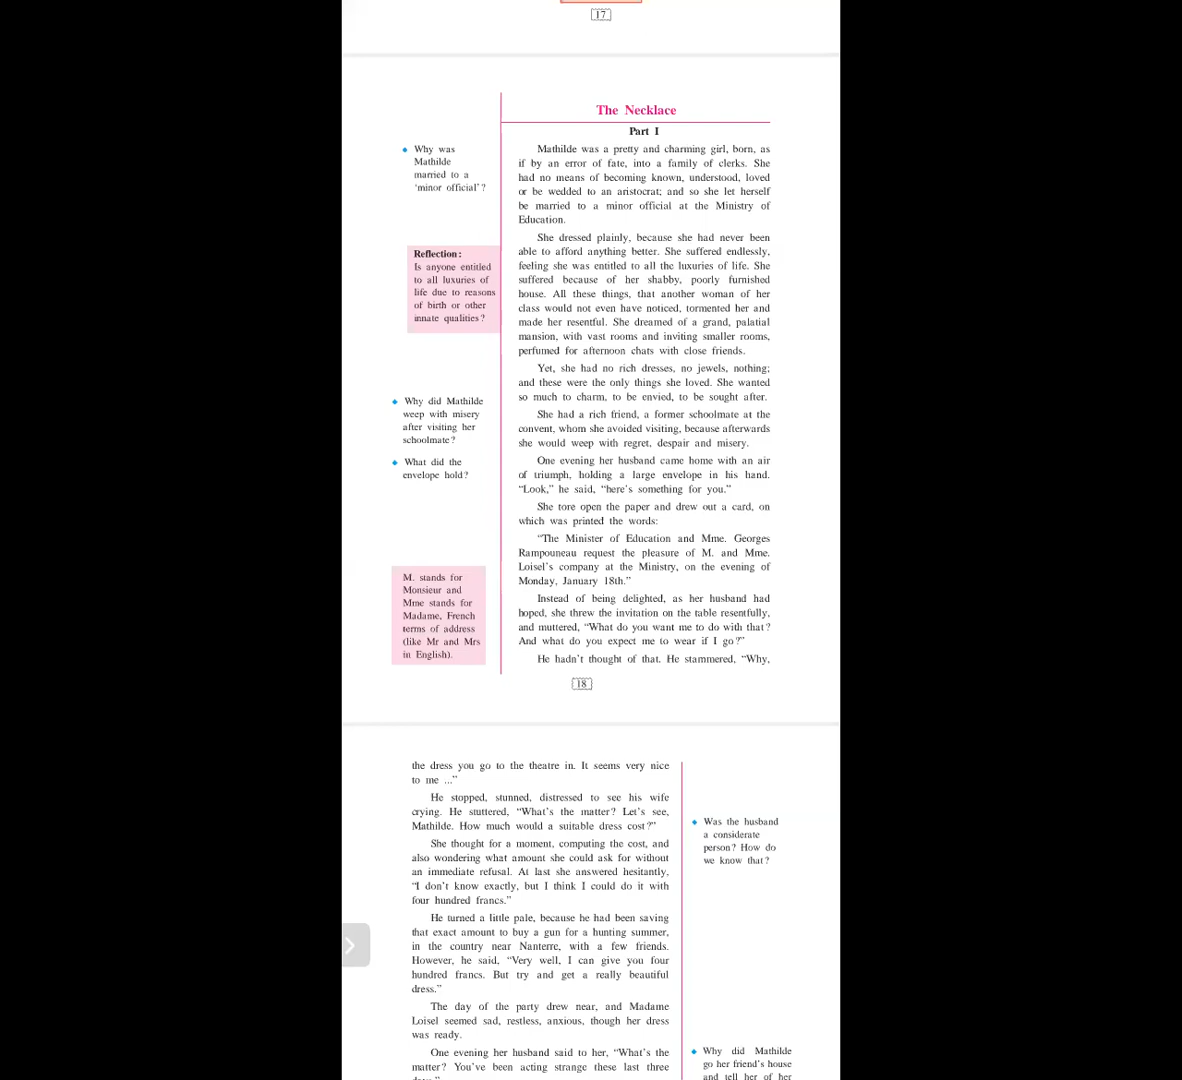 17
The Necklace
Part I
Why was
Mathilde
married to a
‘minor official’?
Mathilde was a pretty and charming girl, born, as
if by an error of fate, into a family of clerks. She
had no means of becoming known, understood, loved
or be wedded to an aristocrat; and so she let herself
be married to a minor official at the Ministry of
Education.
Reflection:
Is anyone entitled
to all luxuries of
life due to reasons
of birth or other
innate qualities?
She dressed plainly, because she had never been
able to afford anything better. She suffered endlessly,
feeling she was entitled to all the luxuries of life. She
suffered because of her shabby, poorly furnished
house. All these things, that another woman of her
class would not even have noticed, tormented her and
made her resentful. She dreamed of a grand, palatial
mansion, with vast rooms and inviting smaller rooms,
perfumed for afternoon chats with close friends.
Yet, she had no rich dresses, no jewels, nothing;
and these were the only things she loved. She wanted
so much to charm, to be envied, to be sought after.
Why did Mathilde
weep with misery
after visiting her
schoolmate?
She had a rich friend, a former schoolmate at the
convent, whom she avoided visiting, because afterwards
she would weep with regret, despair and misery.
What did the
envelope hold?
One evening her husband came home with an air
of triumph, holding a large envelope in his hand.
“Look,” he said, “here’s something for you.”
She tore open the paper and drew out a card, on
which was printed the words:
“The Minister of Education and Mme. Georges
Rampouneau request the pleasure of M. and Mme.
Loisel’s company at the Ministry, on the evening of
Monday, January 18th.”
M. stands for
Monsieur and
Mme stands for
Madame, French
terms of address
(like Mr and Mrs
in English).
Instead of being delighted, as her husband had
hoped, she threw the invitation on the table resentfully,
and muttered, “What do you want me to do with that?
And what do you expect me to wear if I go?”
He hadn’t thought of that. He stammered, “Why,
18
the dress you go to the theatre in. It seems very nice
to me ...”
He stopped, stunned, distressed to see his wife
crying. He stuttered, “What’s the matter? Let’s see,
Mathilde. How much would a suitable dress cost?”
Was the husband
a considerate
person? How do
we know that?
She thought for a moment, computing the cost, and
also wondering what amount she could ask for without
an immediate refusal. At last she answered hesitantly,
“I don’t know exactly, but I think I could do it with
four hundred francs.”
He turned a little pale, because he had been saving
that exact amount to buy a gun for a hunting summer,
in the country near Nanterre, with a few friends.
However, he said, “Very well, I can give you four
hundred francs. But try and get a really beautiful
dress.”
The day of the party drew near, and Madame
Loisel seemed sad, restless, anxious, though her dress
was ready.
One evening her husband said to her, “What’s the
matter? You’ve been acting strange these last three
Why did Mathilde
go her friend’s house
and tell her of her